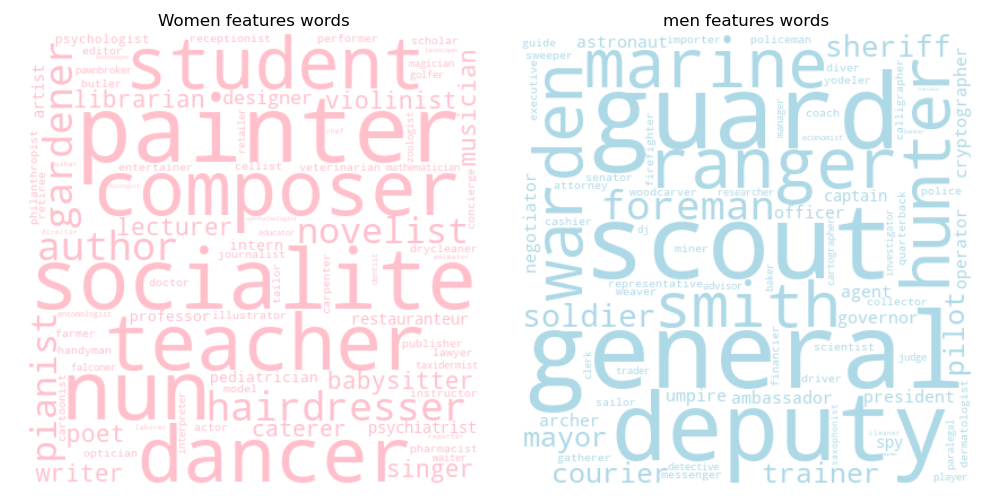 Women features words
psychologist receptionist performer scholar
editor student magician
pawnbroker golfer
butler
artist librarian designer violinist musician
gardener painter retailer chef zoologist
entertainer cellist veterinarian mathematician
philanthropist retiree composer concierge
lecturer educator novelist
director author intern drycleaner
journalist animator
socialite
doctor tailor carpenter dentist
entomologist professor illustrator restauranteur
farmer teacher publisher
handyman lawyer
falconer taxidermist
pianist cartoonist nun pediatrician babysitter
model instructor
hairdresser
poet laborer interpreter actor caterer psychiatrist
reporter
optician dancer pharmacist
waiter
writer singer
men features words
guide astronaut importer policeman sheriff
sweeper marine diver
executive yodeler
warden guard manager coach calligrapher hunter cryptographer
firefighter economist
senator ranger
attorney woodcarver researcher captain police
negotiator cashier foreman officer
dj scout cartographer investigator quarterback operator
miner
baker
representative advisor
weaver agent
collector
soldier smith governor pilot
general scientist
clerk financier judge
trader
driver
sailor umpire ambassador president
archer
mayor deputy saxophonist cleaner paralegal dermatologist
spy
gatherer
detective
courier messenger trainer player